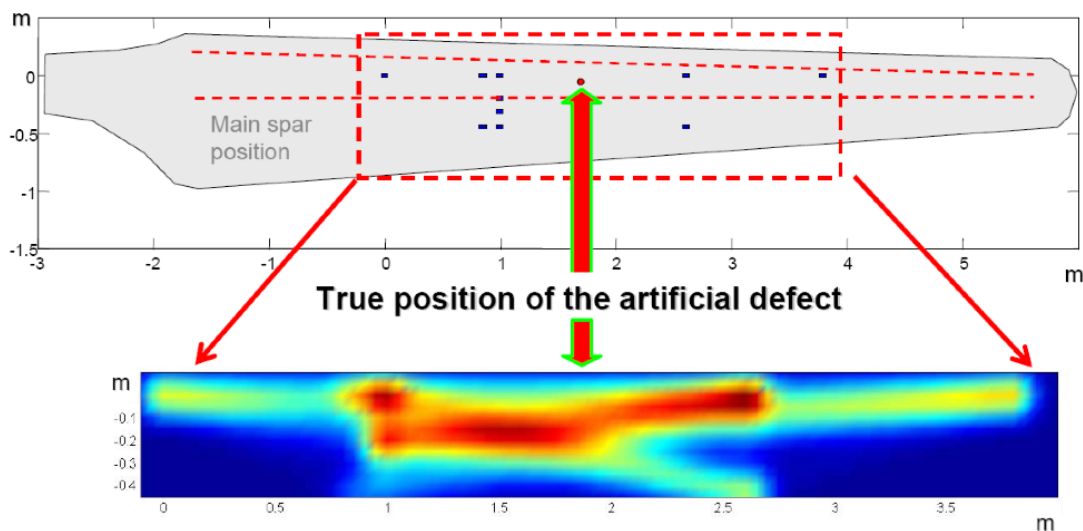 m
0
-0.5
-1
-1.5
Main spar
position
-3 -2 -1 0 1 2 3 4 5
m
True position of the artificial defect
m
-0.1
-0.2
-0.3
-0.4
0 0.5 1 1.5 2 2.5 3 3.5
m